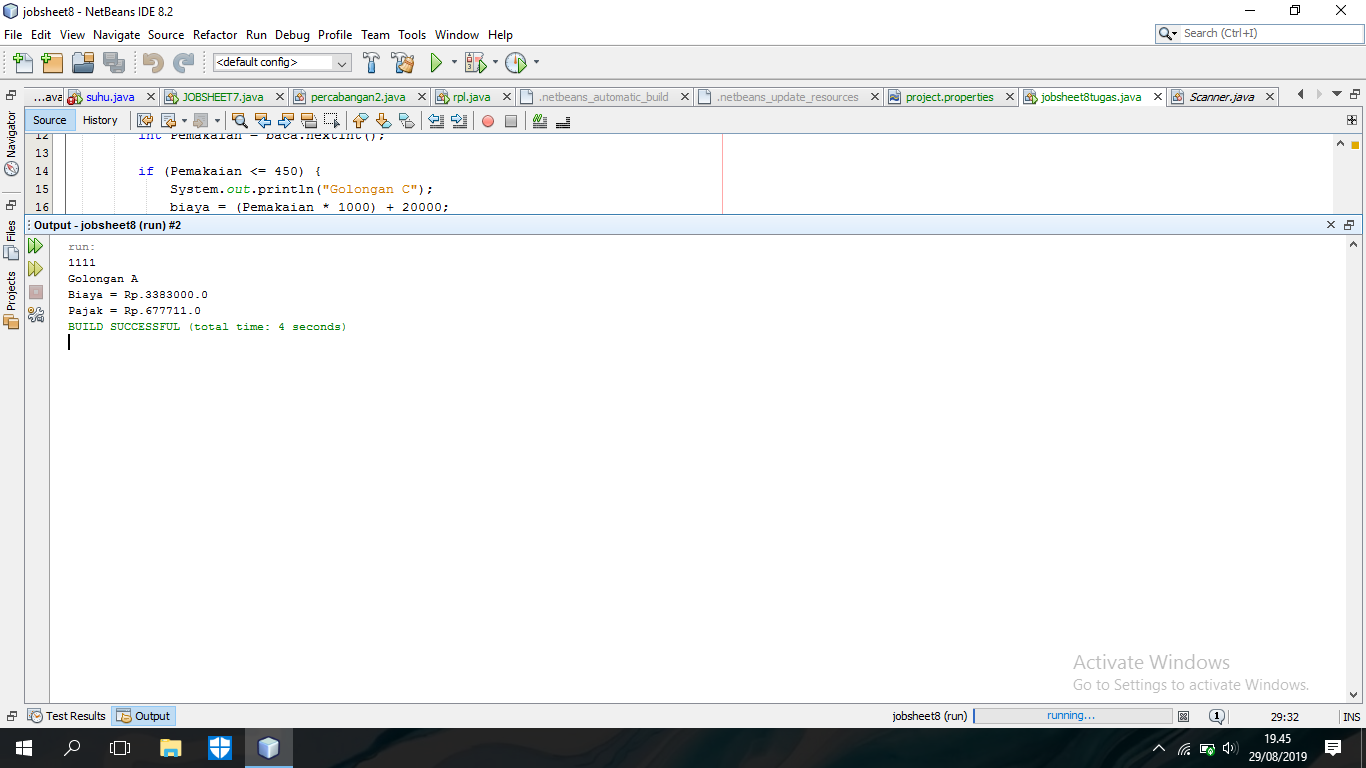 jobsheet8 - NetBeans IDE 8.2
File Edit View Navigate Source Refactor Run Debug Profile Team Tools Window Help
Search (Ctrl+I)
<default config>
...ava suhu.java JOBSHEET7.java percabangan2.java rpl.java .netbeans_automatic_build .netbeans_update_resources project.properties jobsheet8tugas.java Scanner.java
Source History
Navigator
Files
Projects
12 int Pemakaian = baca.nextInt();
13
14 if (Pemakaian <= 450) {
15 System.out.println("Golongan C");
16 biaya = (Pemakaian * 1000) + 20000;
Output - jobsheet8 (run) #2
run:
1111
Golongan A
Biaya = Rp.3383000.0
Pajak = Rp.677711.0
BUILD SUCCESSFUL (total time: 4 seconds)
Activate Windows
Go to Settings to activate Windows.
Test Results Output jobsheet8 (run) running... 1 29:32 INS
19.45
29/08/2019